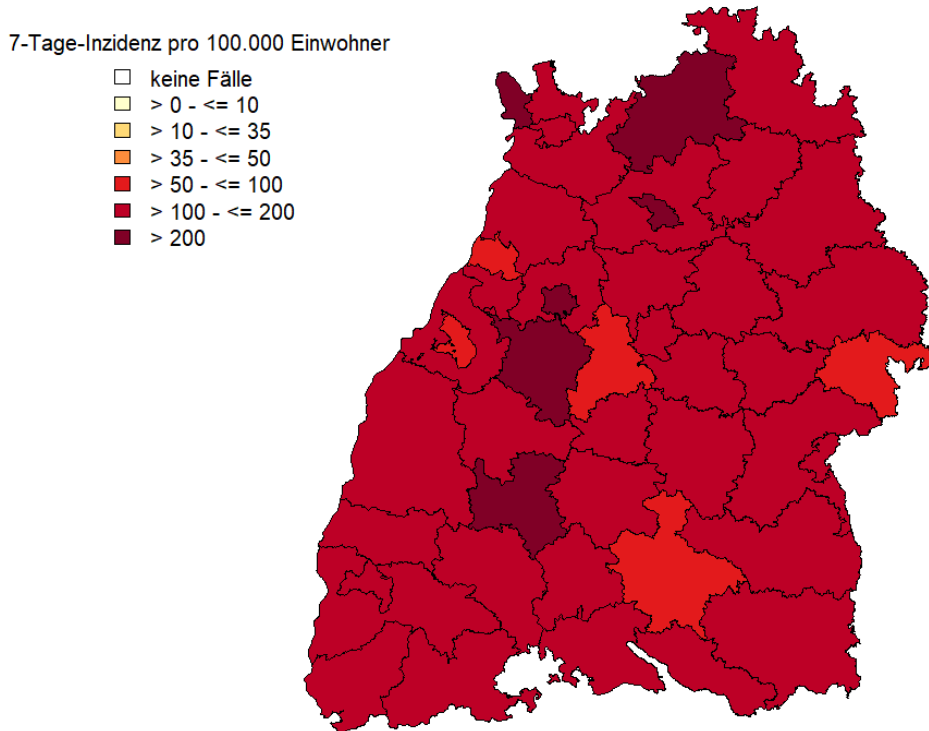 7-Tage-Inzidenz pro 100.000 Einwohner
keine Fälle
> 0 - <= 10
> 10 - <= 35
> 35 - <= 50
> 50 - <= 100
> 100 - <= 200
> 200